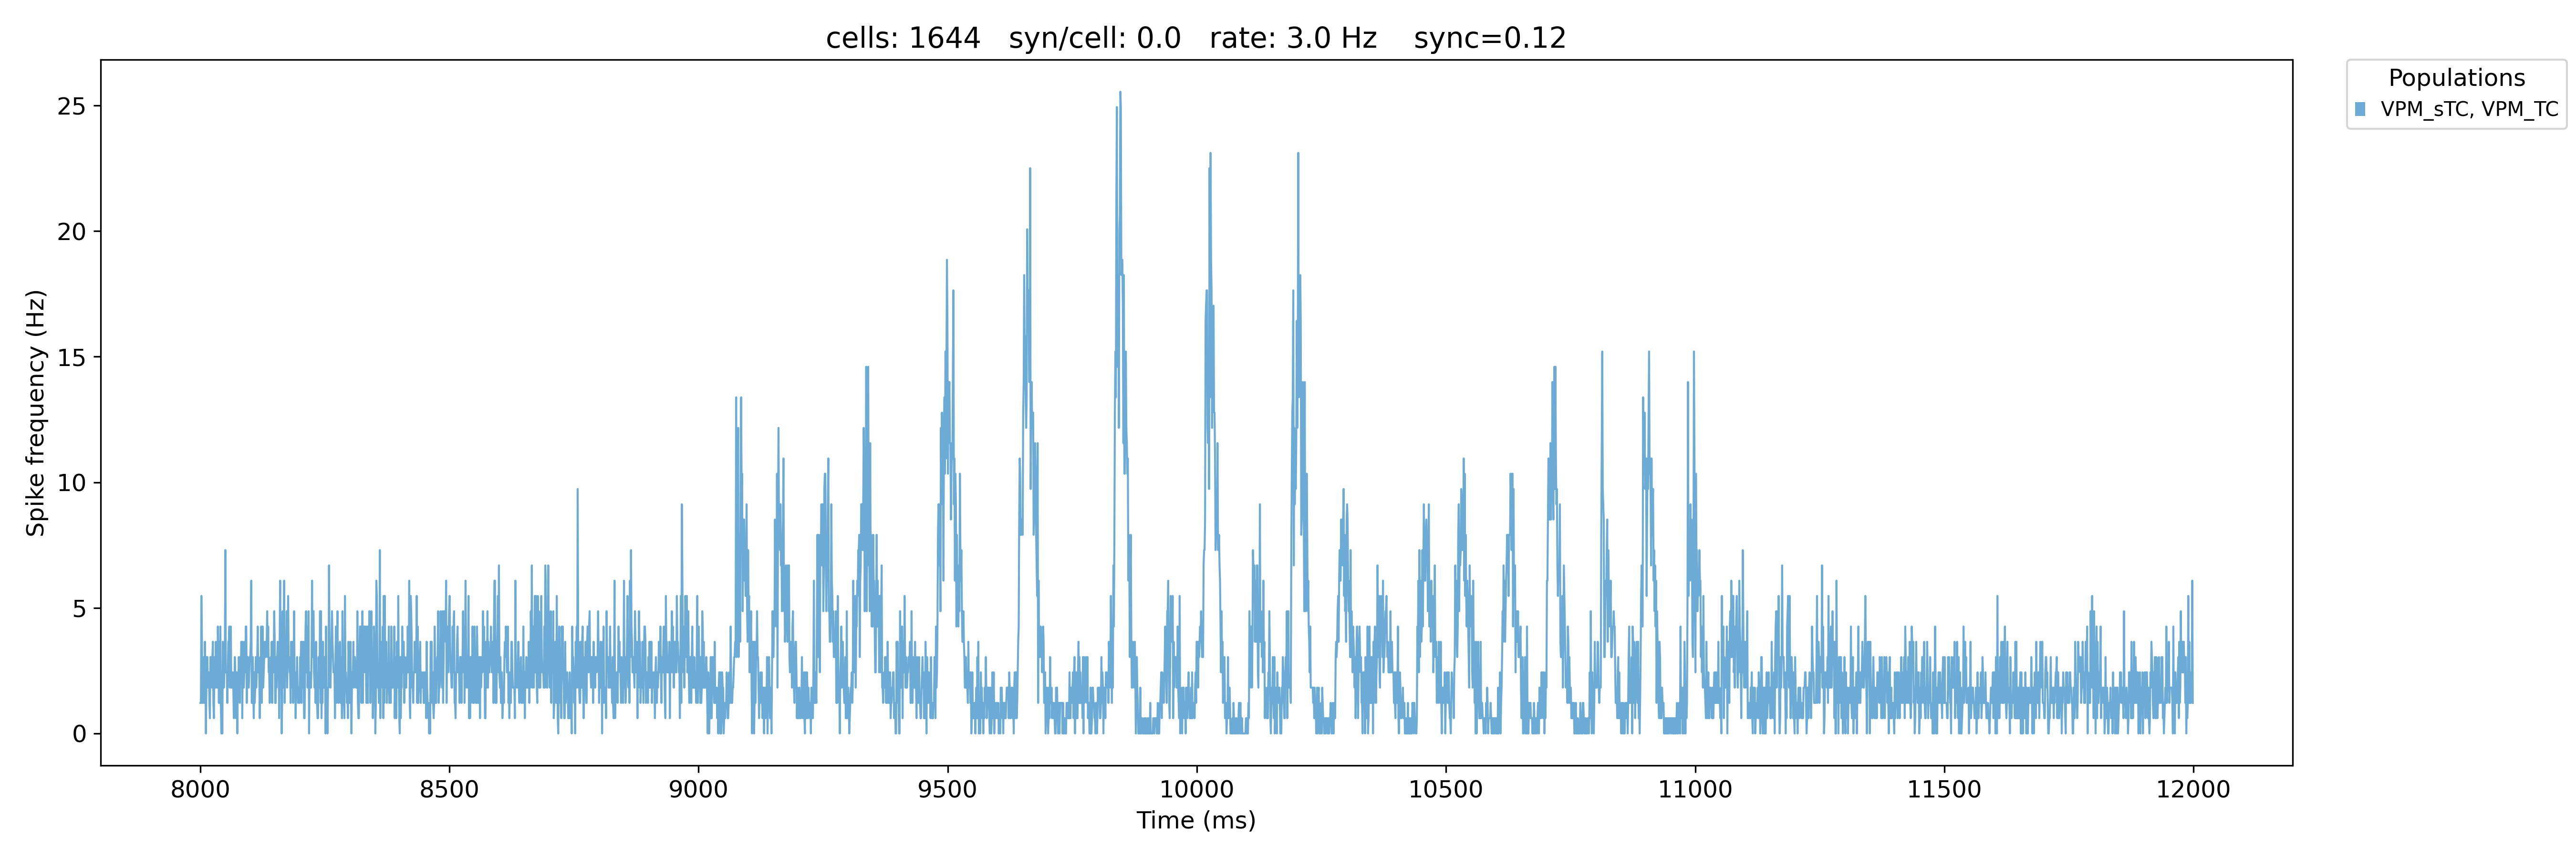 cells: 1644   syn/cell: 0.0   rate: 3.0 Hz    sync=0.12
Populations
VPM_sTC, VPM_TC
Spike frequency (Hz)
25
20
15
10
5
0
8000 8500 9000 9500 10000 10500 11000 11500 12000
Time (ms)